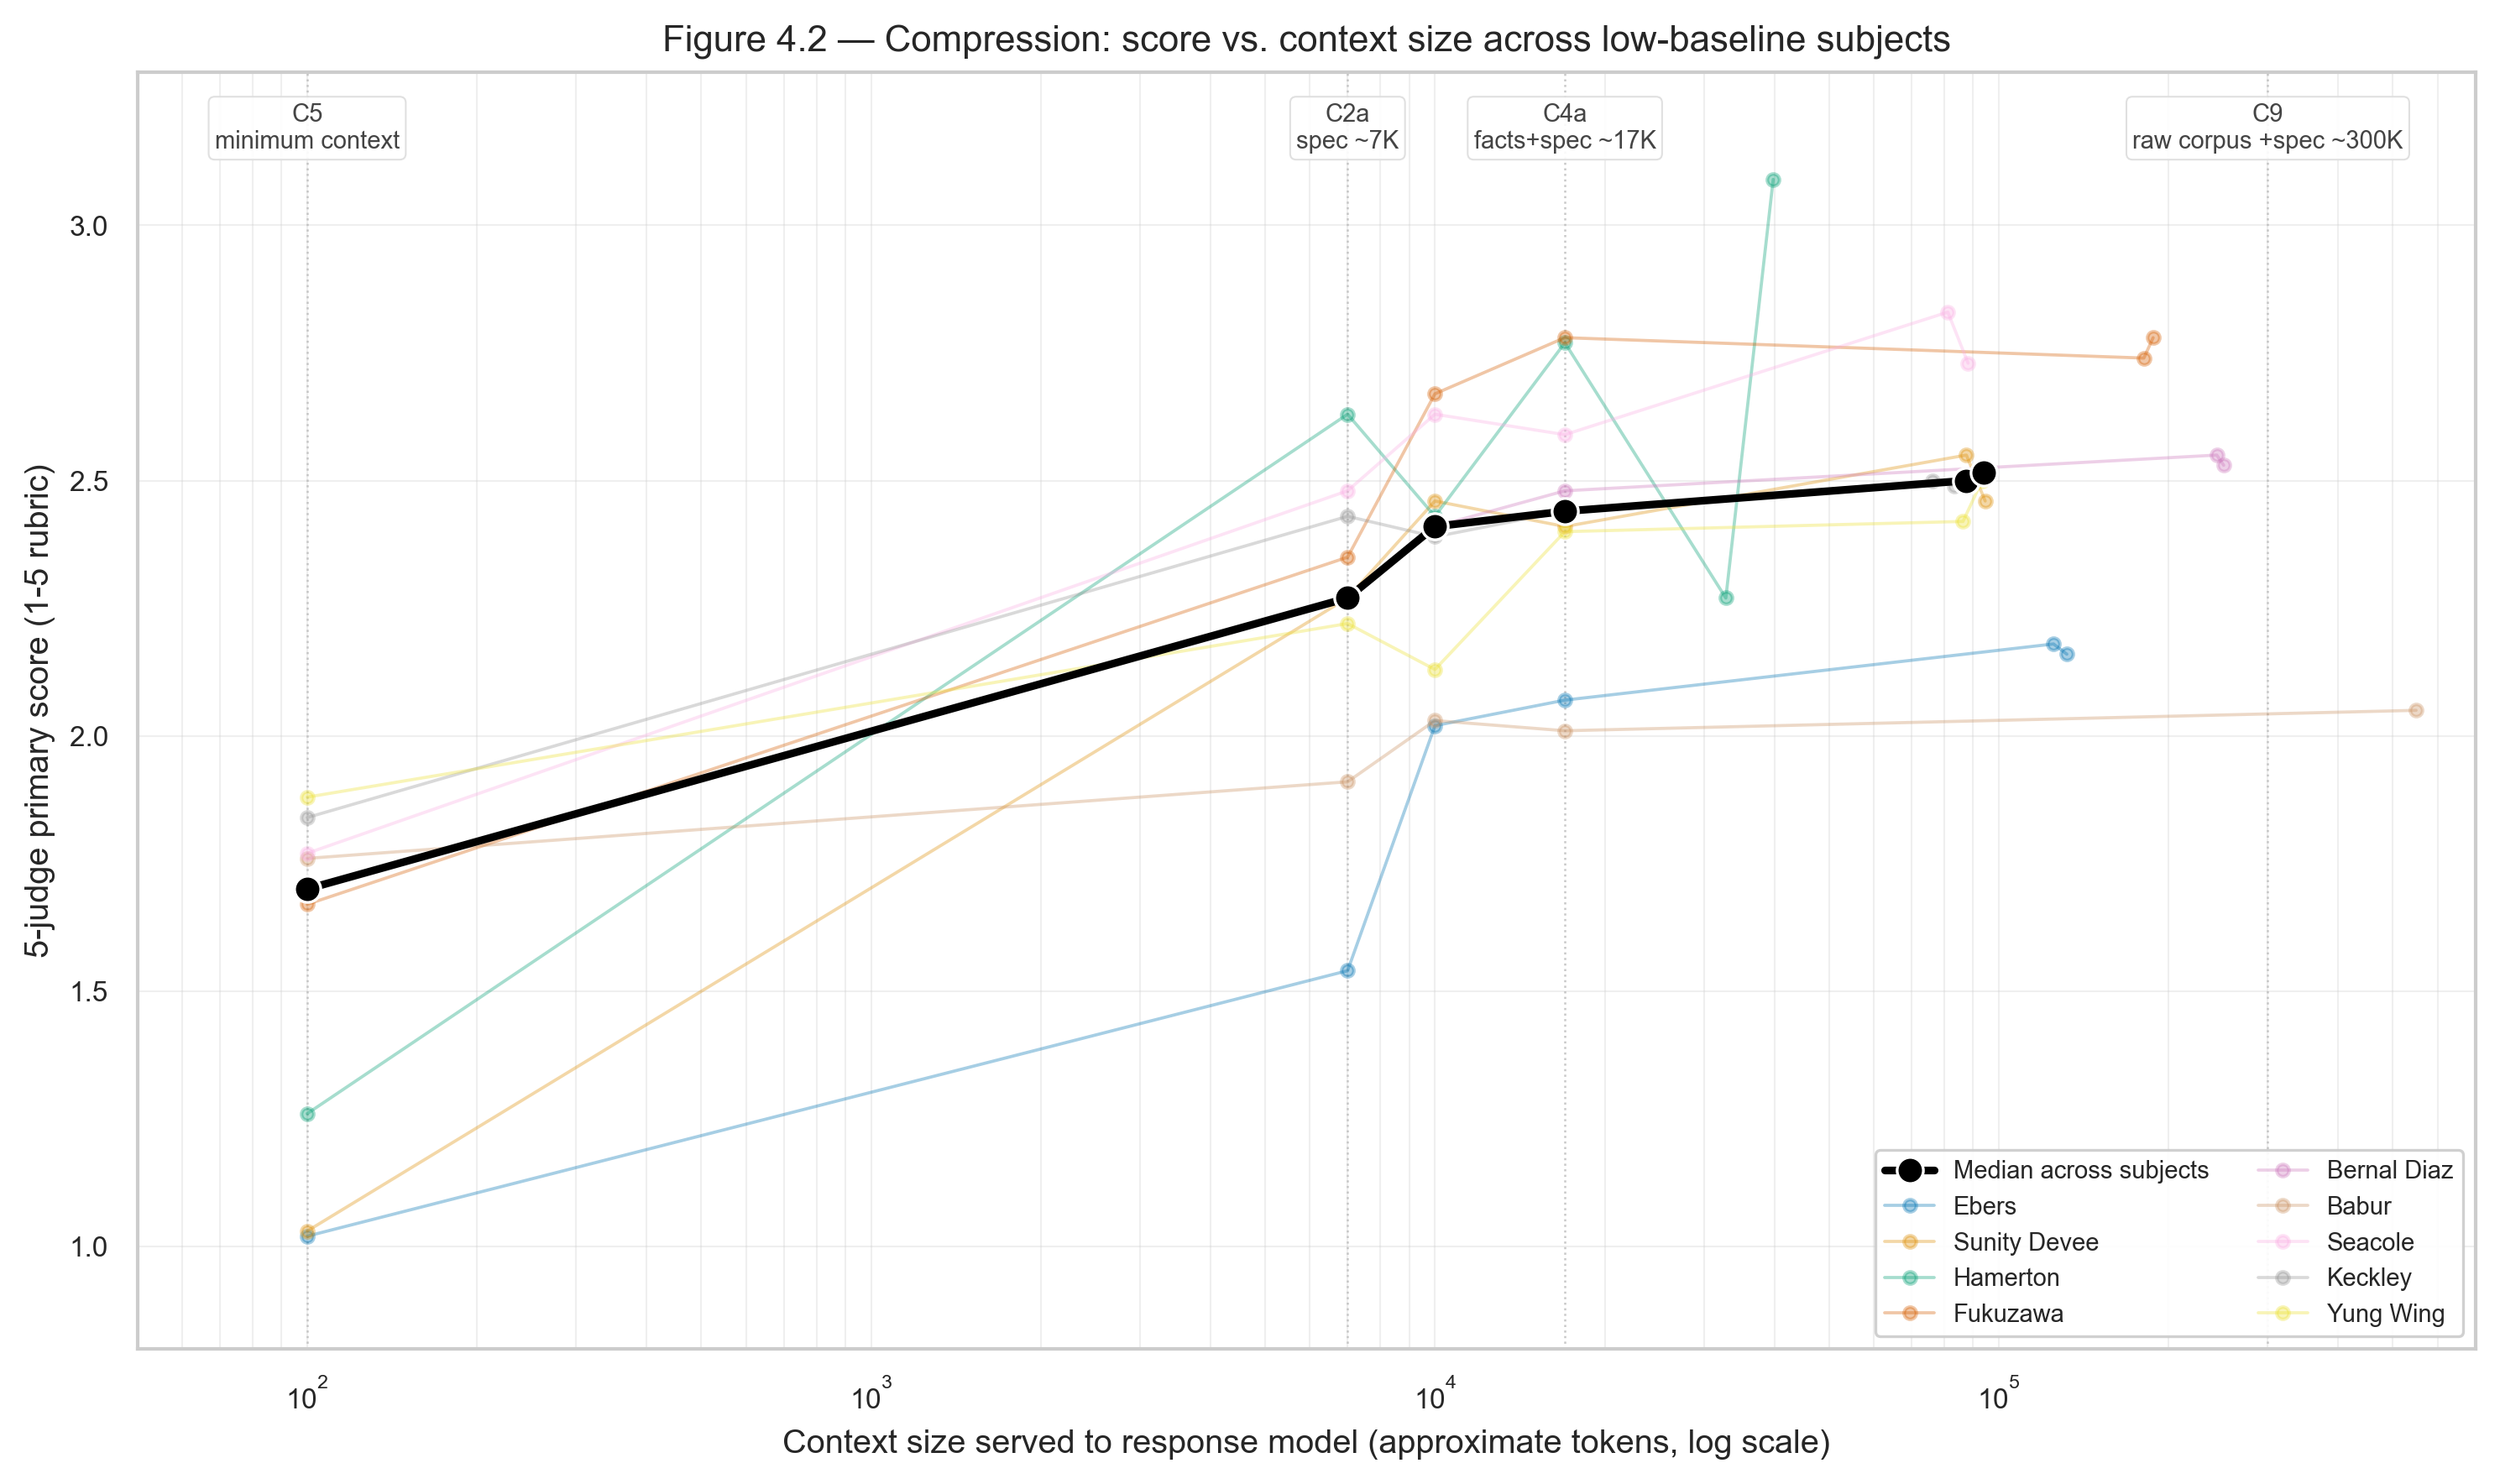 Figure 4.2 — Compression: score vs. context size across low-baseline subjects
C5
minimum context
C2a
spec ~7K
C4a
facts+spec ~17K
C9
raw corpus +spec ~300K
5-judge primary score (1-5 rubric)
3.0
2.5
2.0
1.5
1.0
Median across subjects
Ebers
Sunity Devee
Hamerton
Fukuzawa
Bernal Diaz
Babur
Seacole
Keckley
Yung Wing
10²
10³
10⁴
10⁵
Context size served to response model (approximate tokens, log scale)